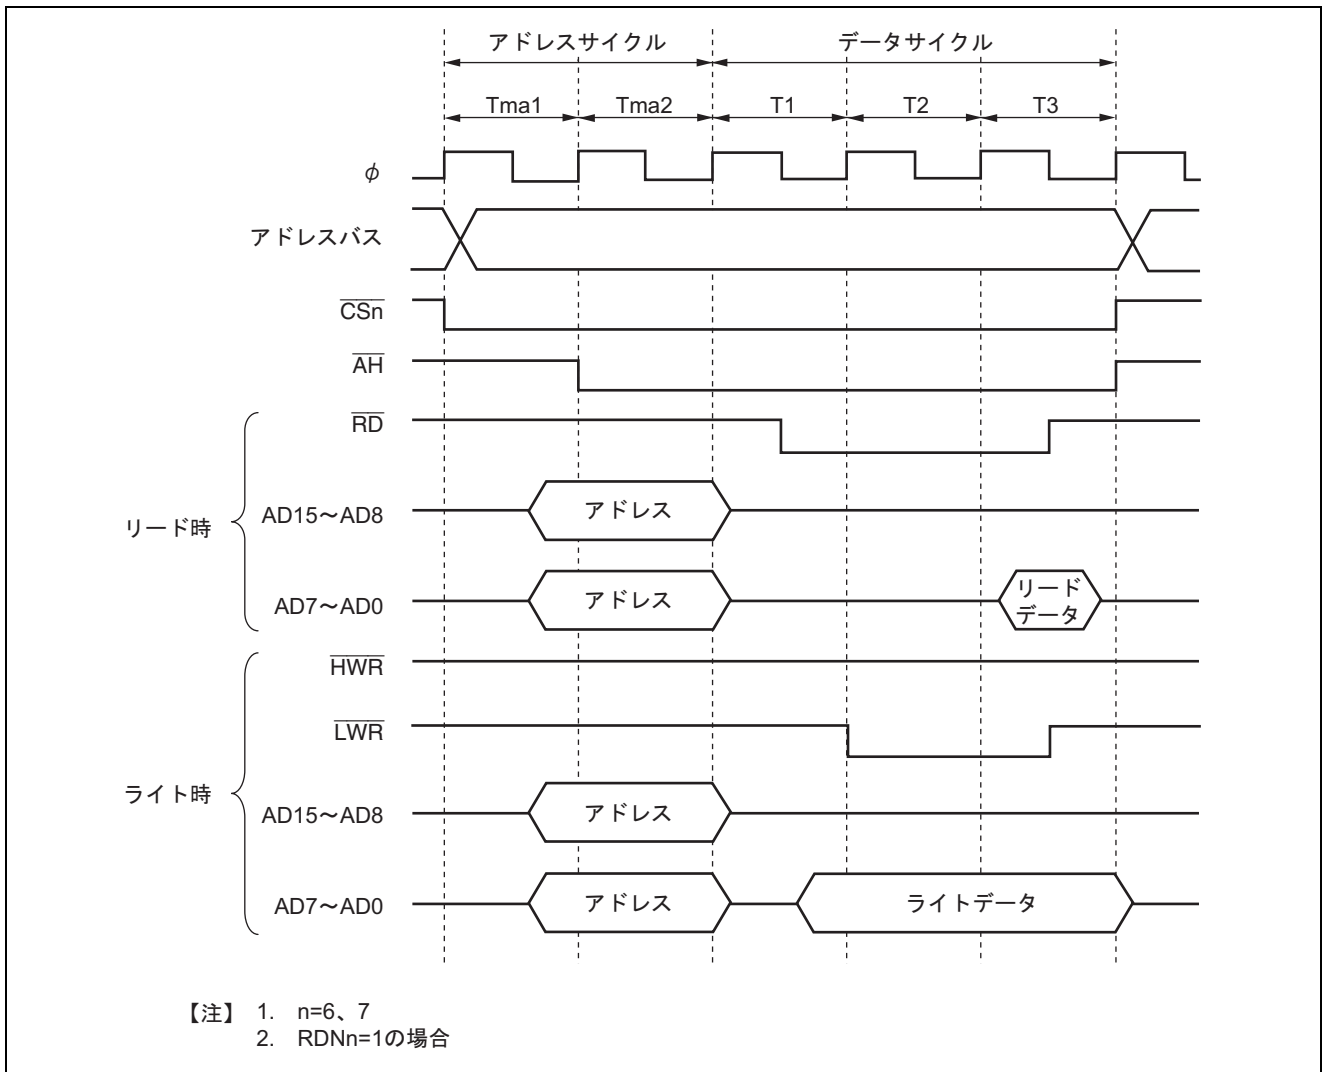 アドレスサイクル データサイクル
Tma1 Tma2 T1 T2 T3
φ
アドレスバス
CSn
AH
RD
AD15～AD8 アドレス
リード時
AD7～AD0 アドレス リード
データ
HWR
LWR
ライト時
AD15～AD8 アドレス
AD7～AD0 アドレス ライトデータ
【注】 1. n=6、7
2. RDNn=1の場合